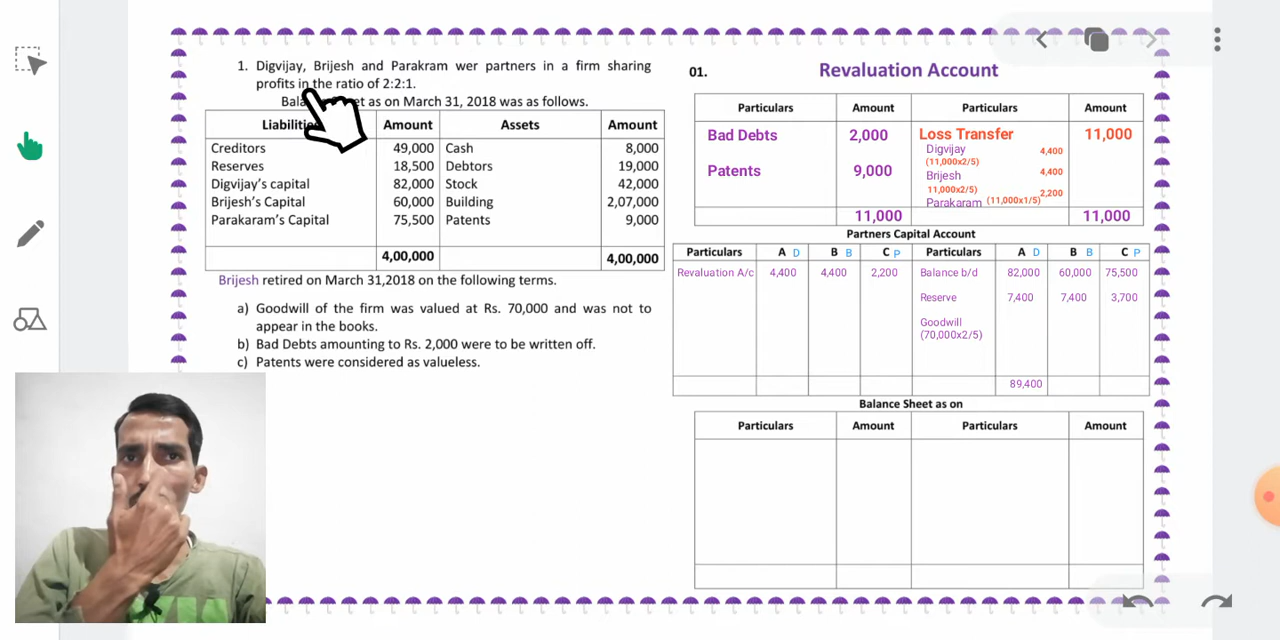 1. Digvijay, Brijesh and Parakram wer partners in a firm sharing
profits in the ratio of 2:2:1.
as on March 31, 2018 was as follows.
Amount Assets Amount
Creditors 49,000 Cash 8,000
Reserves 18,500 Debtors 19,000
Digvijay's capital 82,000 Stock 42,000
Brijesh's Capital 60,000 Building 2,07,000
Parakaram's Capital 75,500 Patents 9,000
4,00,000 4,00,000
Brijesh retired on March 31,2018 on the following terms.
a) Goodwill of the firm was valued at Rs. 70,000 and was not to
appear in the books.
b) Bad Debts amounting to Rs. 2,000 were to be written off.
c) Patents were considered as valueless.
01. Revaluation Account
Particulars Amount Particulars Amount
Bad Debts 2,000 Loss Transfer 11,000
Digvijay 4,400
(11,000x2/5)
Patents 9,000 Brijesh 4,400
11,000x2/5)
Parakaram (11,000x1/5) 2,200
11,000 11,000
Partners Capital Account
Particulars A D B B C P Particulars A D B B C P
Revaluation A/c 4,400 4,400 2,200 Balance b/d 82,000 60,000 75,500
Reserve 7,400 7,400 3,700
Goodwill
(70,000x2/5)
89,400
Balance Sheet as on
Particulars Amount Particulars Amount